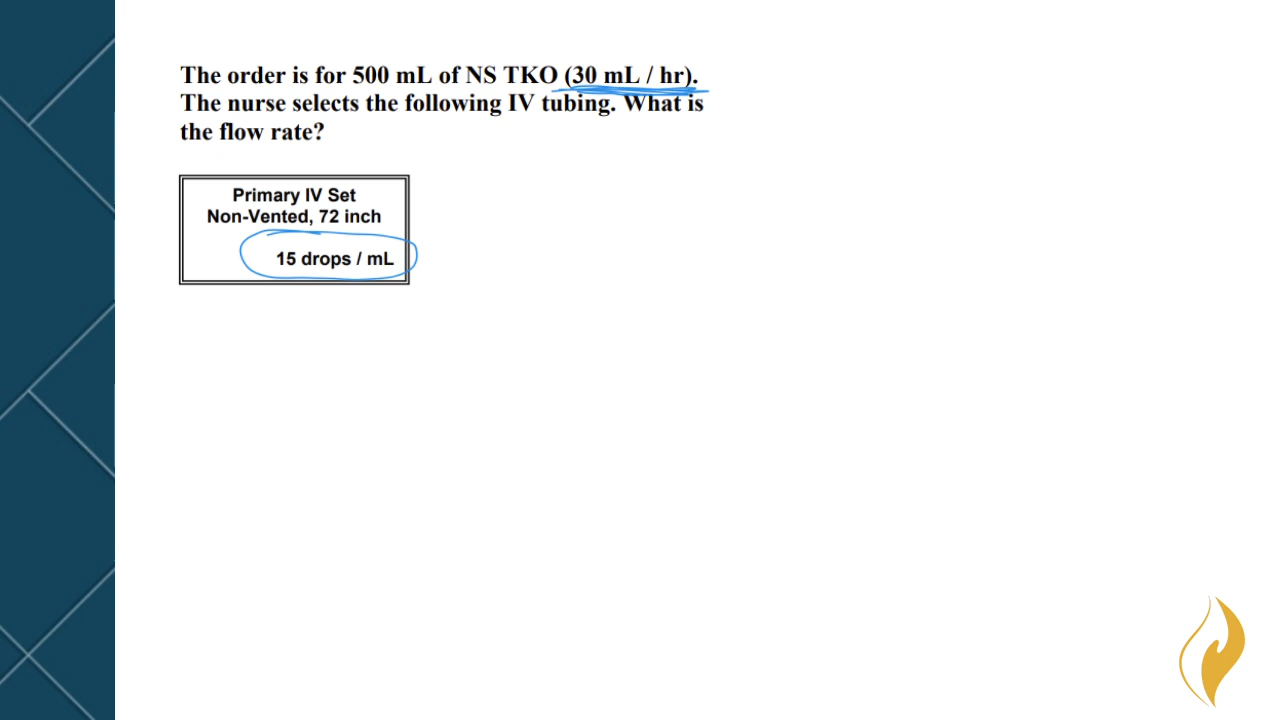 The order is for 500 mL of NS TKO (30 mL / hr).
The nurse selects the following IV tubing. What is
the flow rate?
Primary IV Set
Non-Vented, 72 inch
15 drops / mL